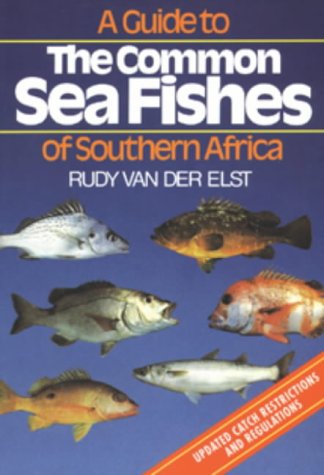 A Guide to
The Common
Sea Fishes
of Southern Africa
RUDY VAN DER ELST
UPDATED CATCH RESTRICTIONS
AND REGULATIONS